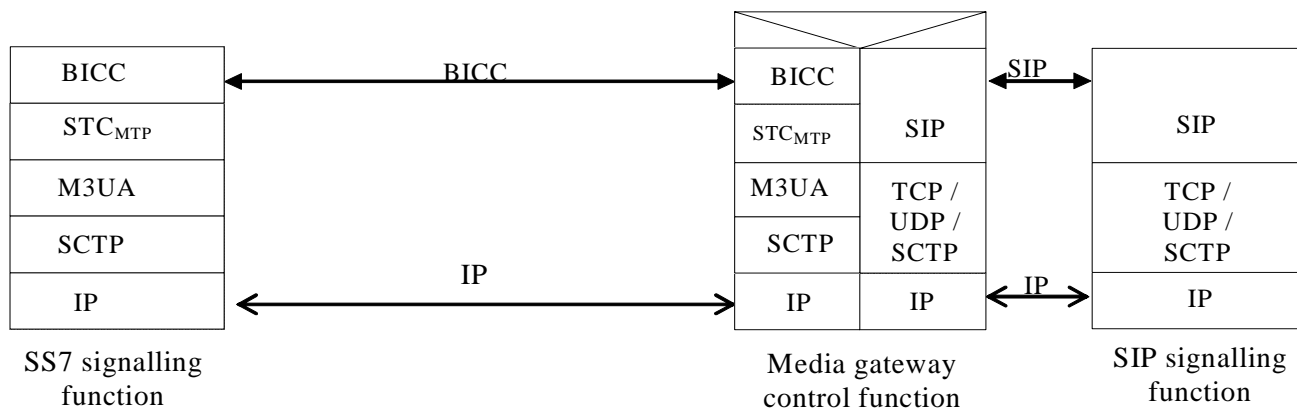 BICC
STCMTP
M3UA
SCTP
IP
SS7 signalling
function
BICC
IP
BICC
STCMTP
M3UA
SCTP
IP
SIP
TCP /
UDP /
SCTP
IP
Media gateway
control function
SIP
IP
SIP
TCP /
UDP /
SCTP
IP
SIP signalling
function